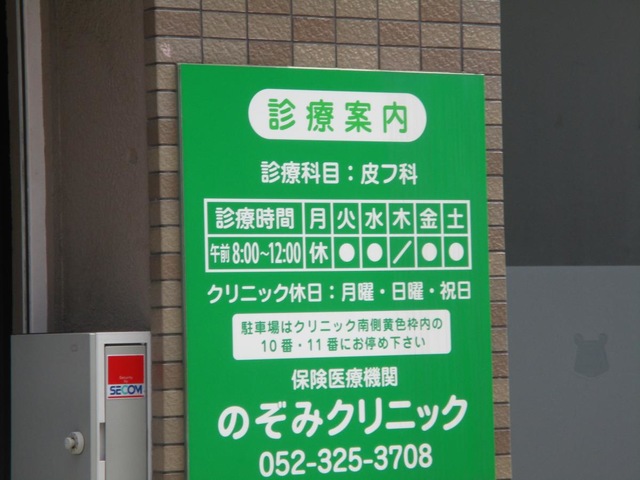 診療案内
診療科目：皮フ科
診療時間 月 火 水 木 金 土
午前8:00~12:00 休 ● ● ／ ● ●
クリニック休日：月曜・日曜・祝日
駐車場はクリニック南側黄色枠内の
10番・11番にお停め下さい
保険医療機関
のぞみクリニック
052-325-3708
SECOM